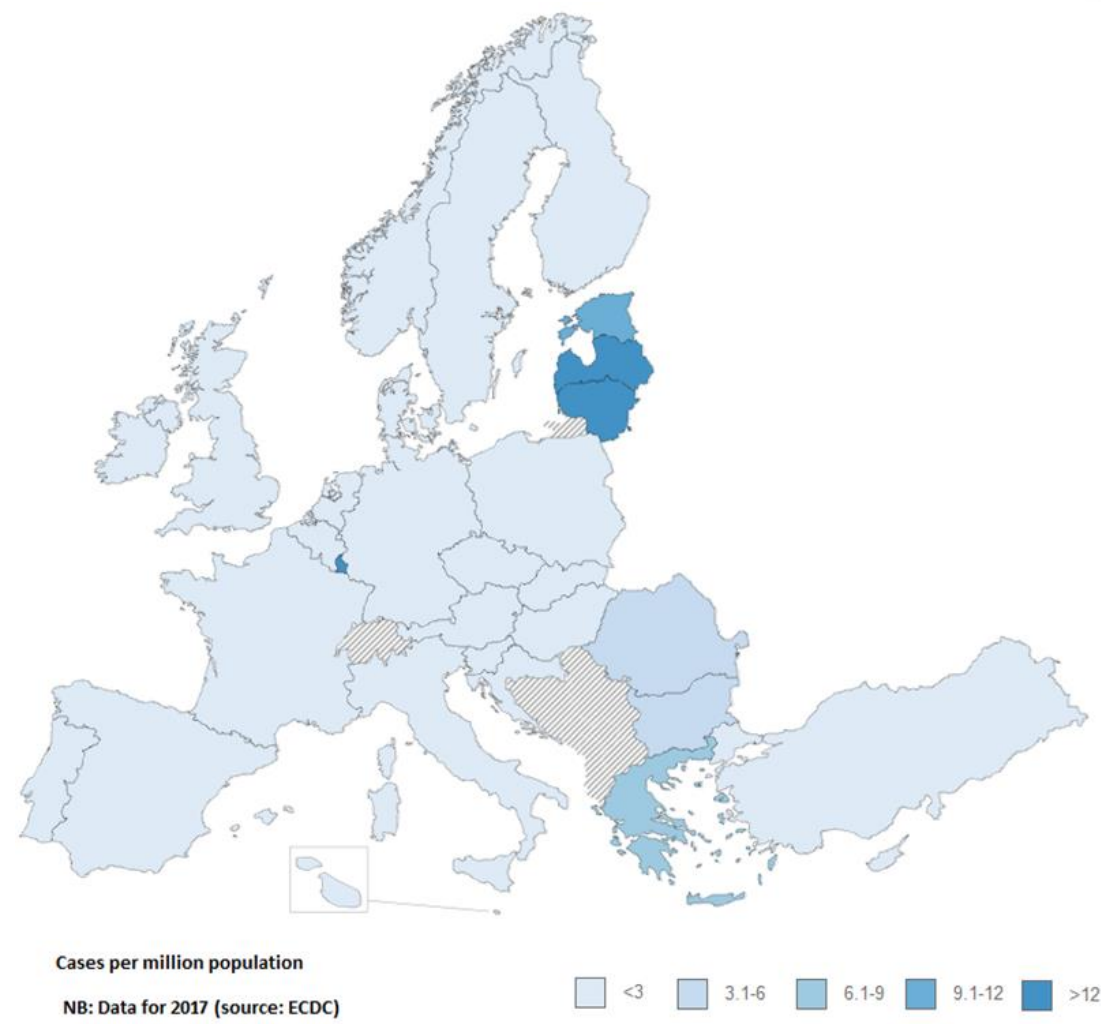 Cases per million population
NB: Data for 2017 (source: ECDC)
<3 3.1-6 6.1-9 9.1-12 >12